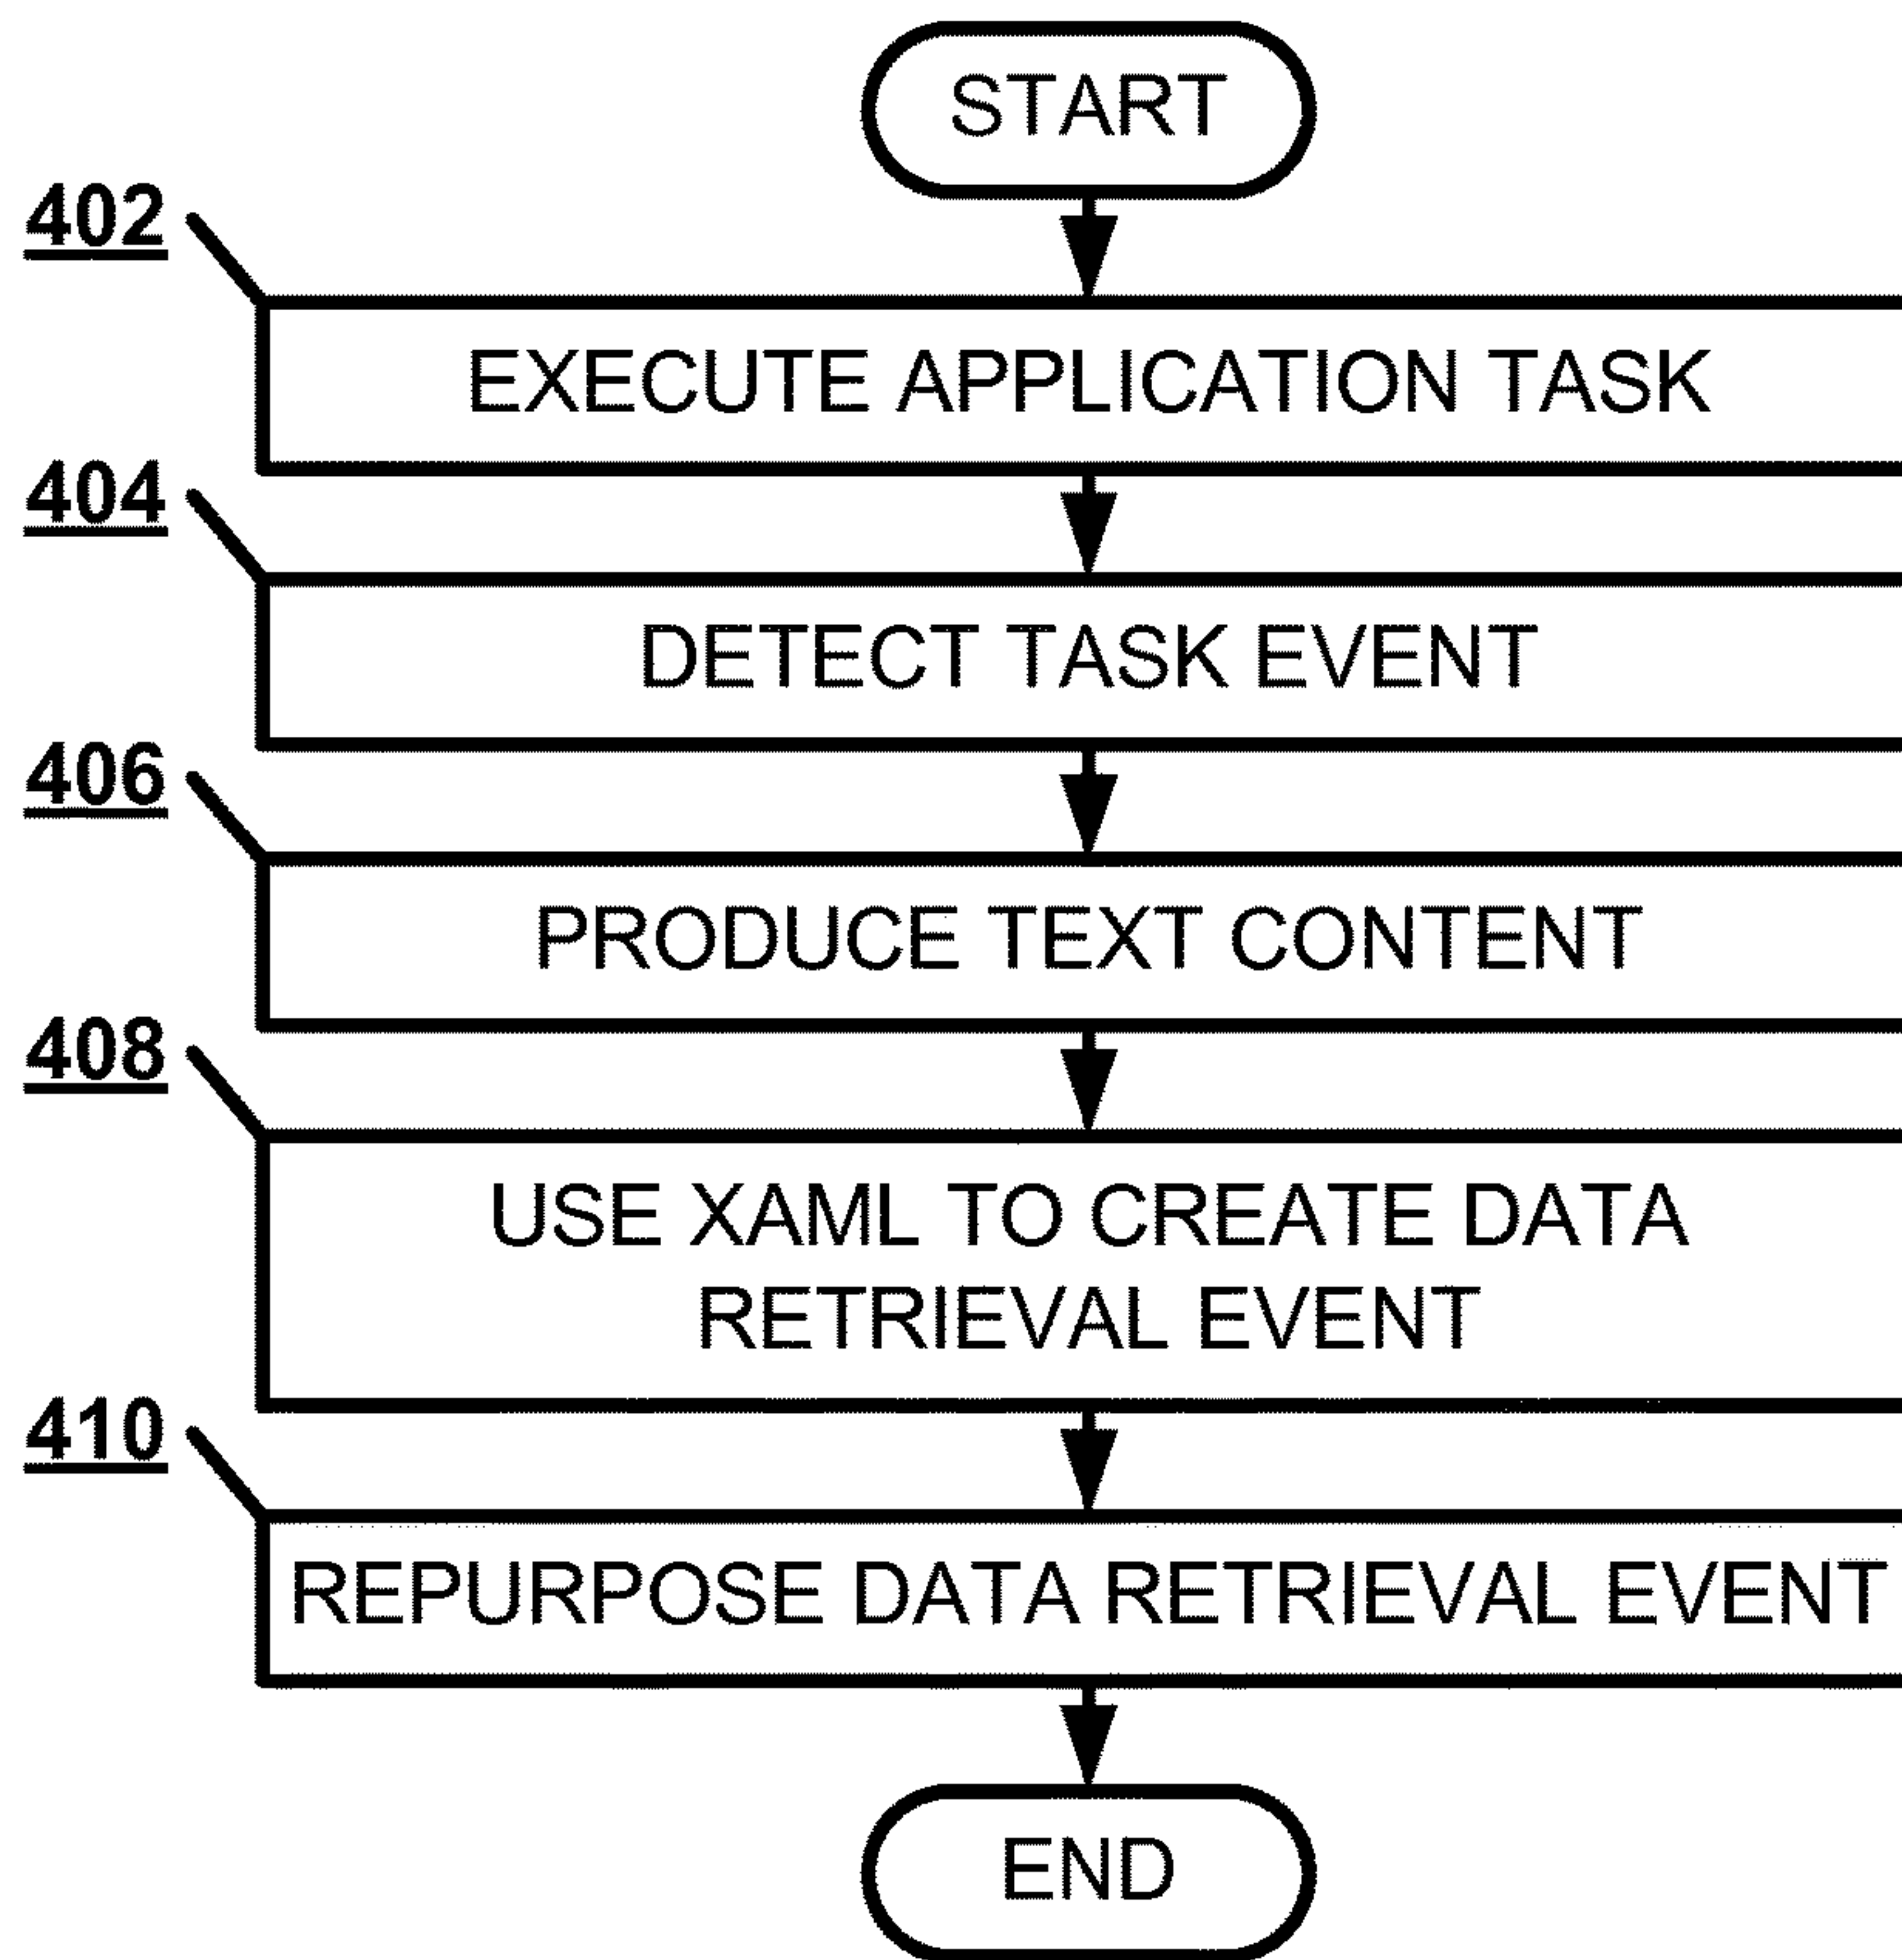 START
402
EXECUTE APPLICATION TASK
404
DETECT TASK EVENT
406
PRODUCE TEXT CONTENT
408
USE XAML TO CREATE DATA
RETRIEVAL EVENT
410
REPURPOSE DATA RETRIEVAL EVENT
END